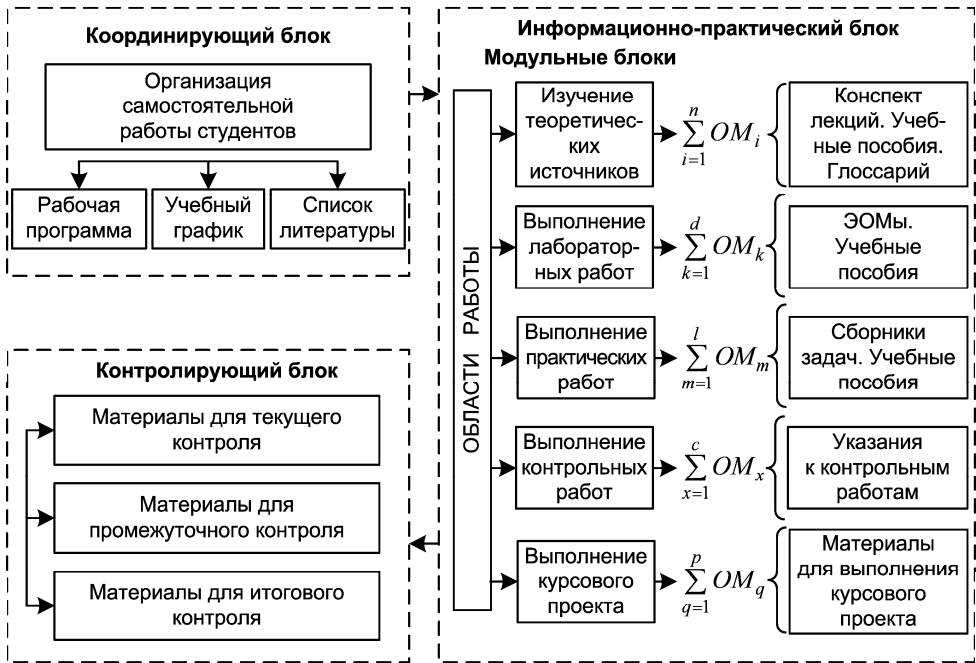 Координирующий блок
Организация
самостоятельной
работы студентов
Рабочая
программа
Учебный
график
Список
литературы
Информационно-практический блок
Модульные блоки
ОБЛАСТИ РАБОТЫ
Изучение
теоретичес-
ких
источников
n
∑ OM_i
i=1
Конспект
лекций. Учеб-
ные пособия.
Глоссарий
Выполнение
лаборатор-
ных работ
d
∑ OM_k
k=1
ЭОМы.
Учебные
пособия
Выполнение
практических
работ
l
∑ OM_m
m=1
Сборники
задач. Учебные
пособия
Выполнение
контрольных
работ
c
∑ OM_x
x=1
Указания
к контрольным
работам
Выполнение
курсового
проекта
p
∑ OM_q
q=1
Материалы
для выполнения
курсового
проекта
Контролирующий блок
Материалы для текущего
контроля
Материалы для
промежуточного контроля
Материалы для итогового
контроля